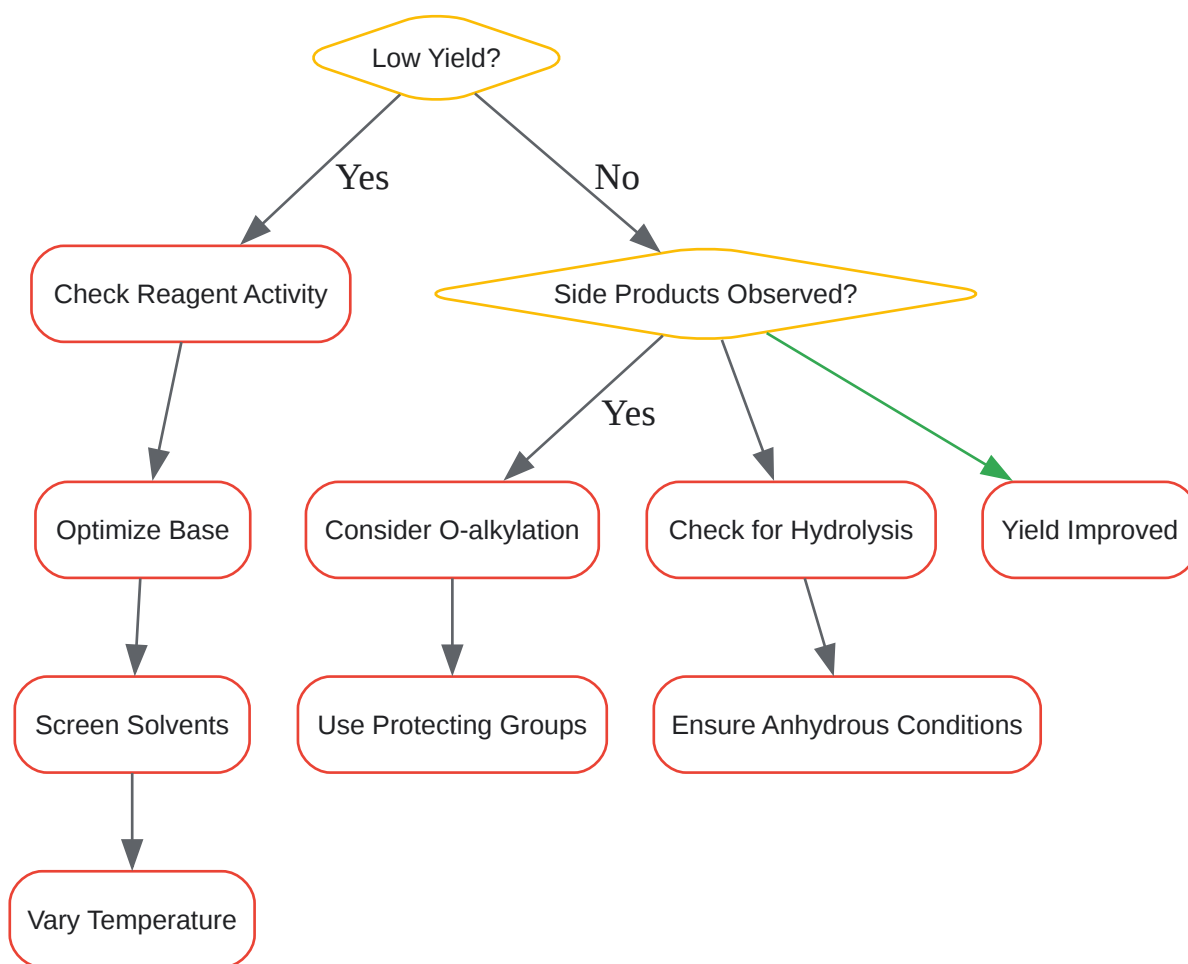 Low Yield?
Yes
No
Check Reagent Activity
Side Products Observed?
Yes
Optimize Base
Consider O-alkylation
Check for Hydrolysis
Yield Improved
Screen Solvents
Use Protecting Groups
Ensure Anhydrous Conditions
Vary Temperature